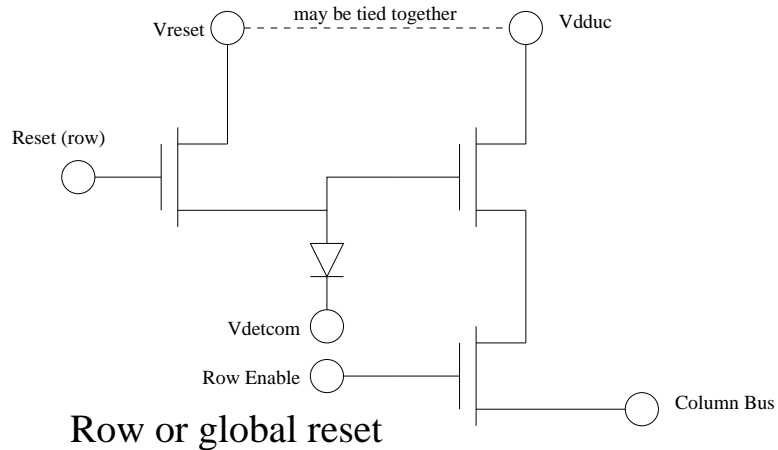 may be tied together
Vreset
Vdduc
Reset (row)
Vdetcom
Row Enable
Column Bus
Row or global reset